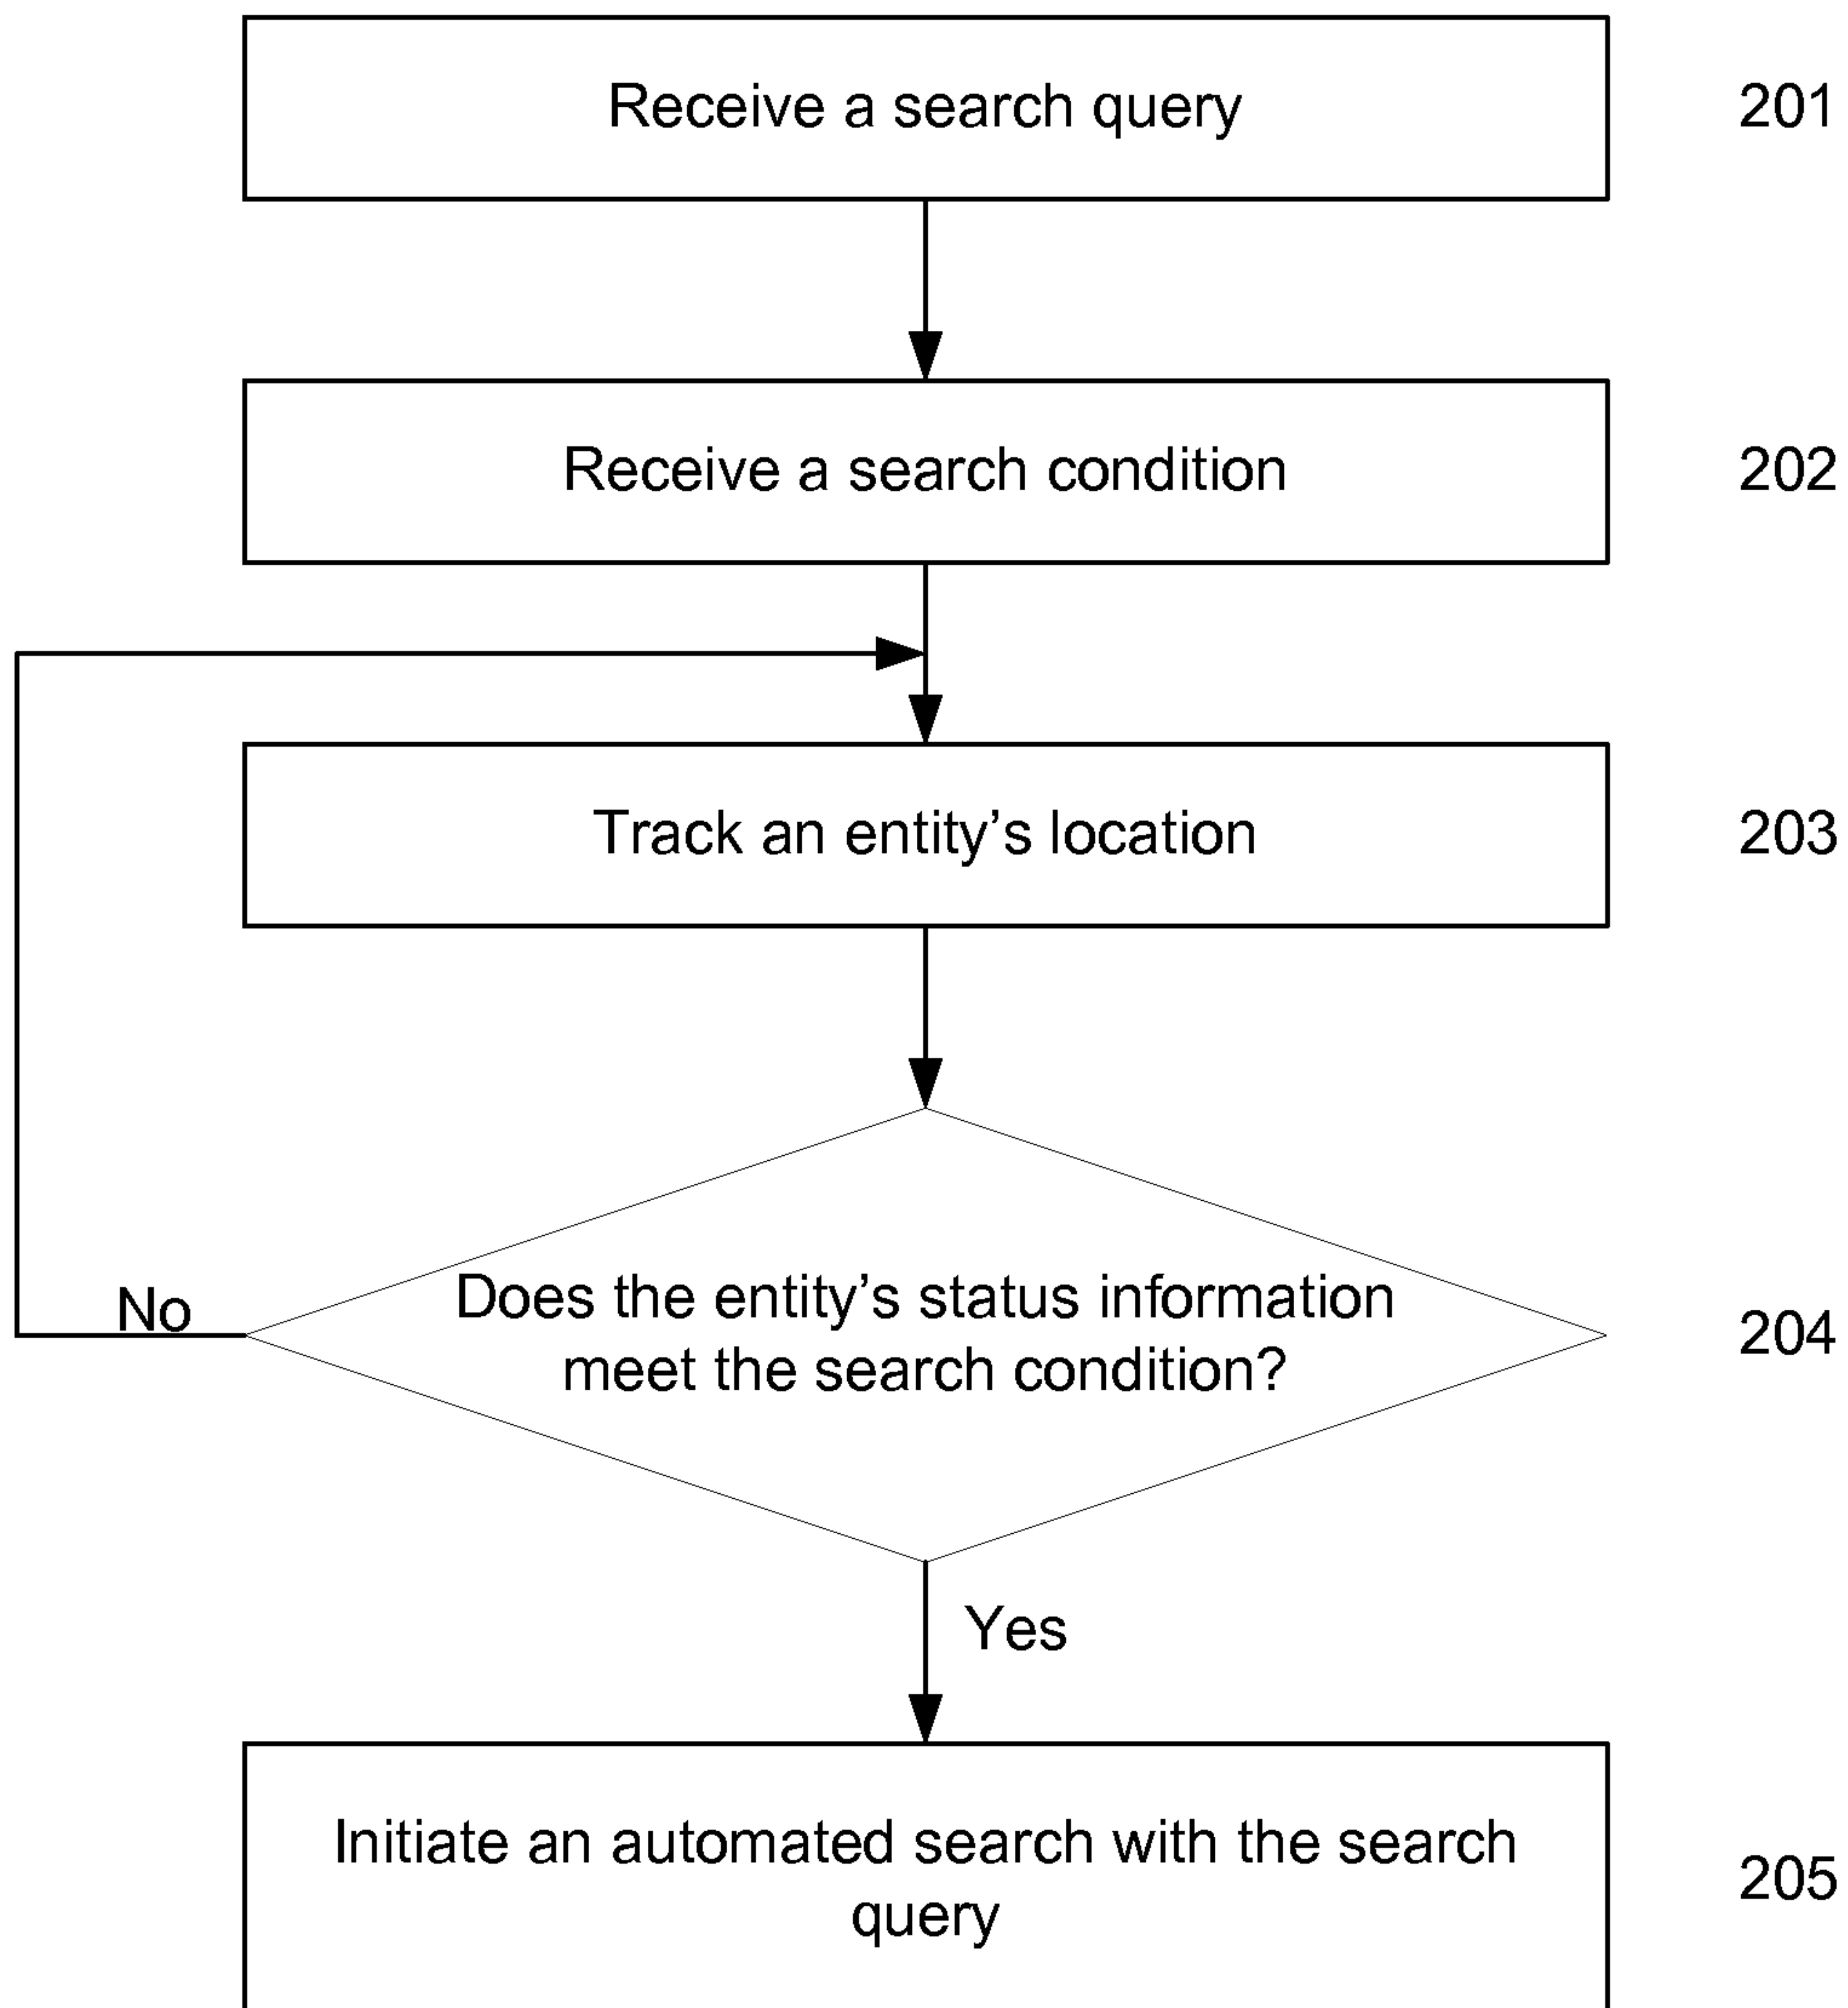 Receive a search query
201
Receive a search condition
202
Track an entity’s location
203
Does the entity’s status information
meet the search condition?
204
No
Yes
Initiate an automated search with the search
query
205